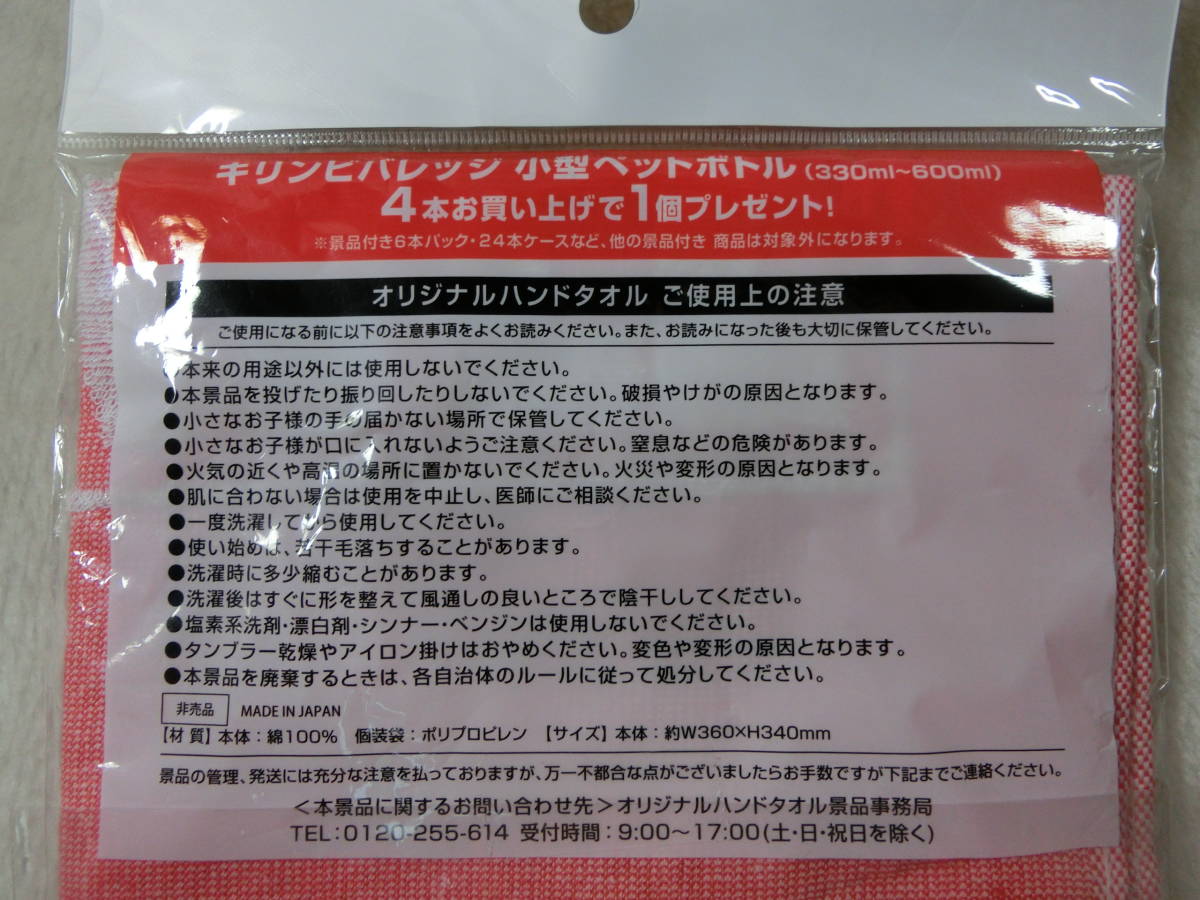 キリンビバレッジ 小型ペットボトル(330ml~600ml)
4本お買い上げで1個プレゼント!
※景品付き6本パック・24本ケースなど、他の景品付き 商品は対象外になります。
オリジナルハンドタオル ご使用上の注意
ご使用になる前に以下の注意事項をよくお読みください。また、お読みになった後も大切に保管してください。
●本来の用途以外には使用しないでください。
●本景品を投げたり振り回したりしないでください。破損やけがの原因となります。
●小さなお子様の手の届かない場所で保管してください。
●小さなお子様が口に入れないようご注意ください。窒息などの危険があります。
●火気の近くや高温の場所に置かないでください。火災や変形の原因となります。
●肌に合わない場合は使用を中止し、医師にご相談ください。
●一度洗濯してから使用してください。
●使い始めは、若干毛落ちすることがあります。
●洗濯時に多少縮むことがあります。
●洗濯後はすぐに形を整えて風通しの良いところで陰干ししてください。
●塩素系洗剤・漂白剤・シンナー・ベンジンは使用しないでください。
●タンブラー乾燥やアイロン掛けはおやめください。変色や変形の原因となります。
●本景品を廃棄するときは、各自治体のルールに従って処分してください。
非売品 MADE IN JAPAN
【材 質】本体:綿100% 個装袋:ポリプロピレン 【サイズ】本体:約W360×H340mm
景品の管理、発送には充分な注意を払っておりますが、万一不都合な点がございましたらお手数ですが下記までご連絡ください。
<本景品に関するお問い合わせ先>オリジナルハンドタオル景品事務局
TEL:0120-255-614 受付時間:9:00~17:00(土・日・祝日を除く)